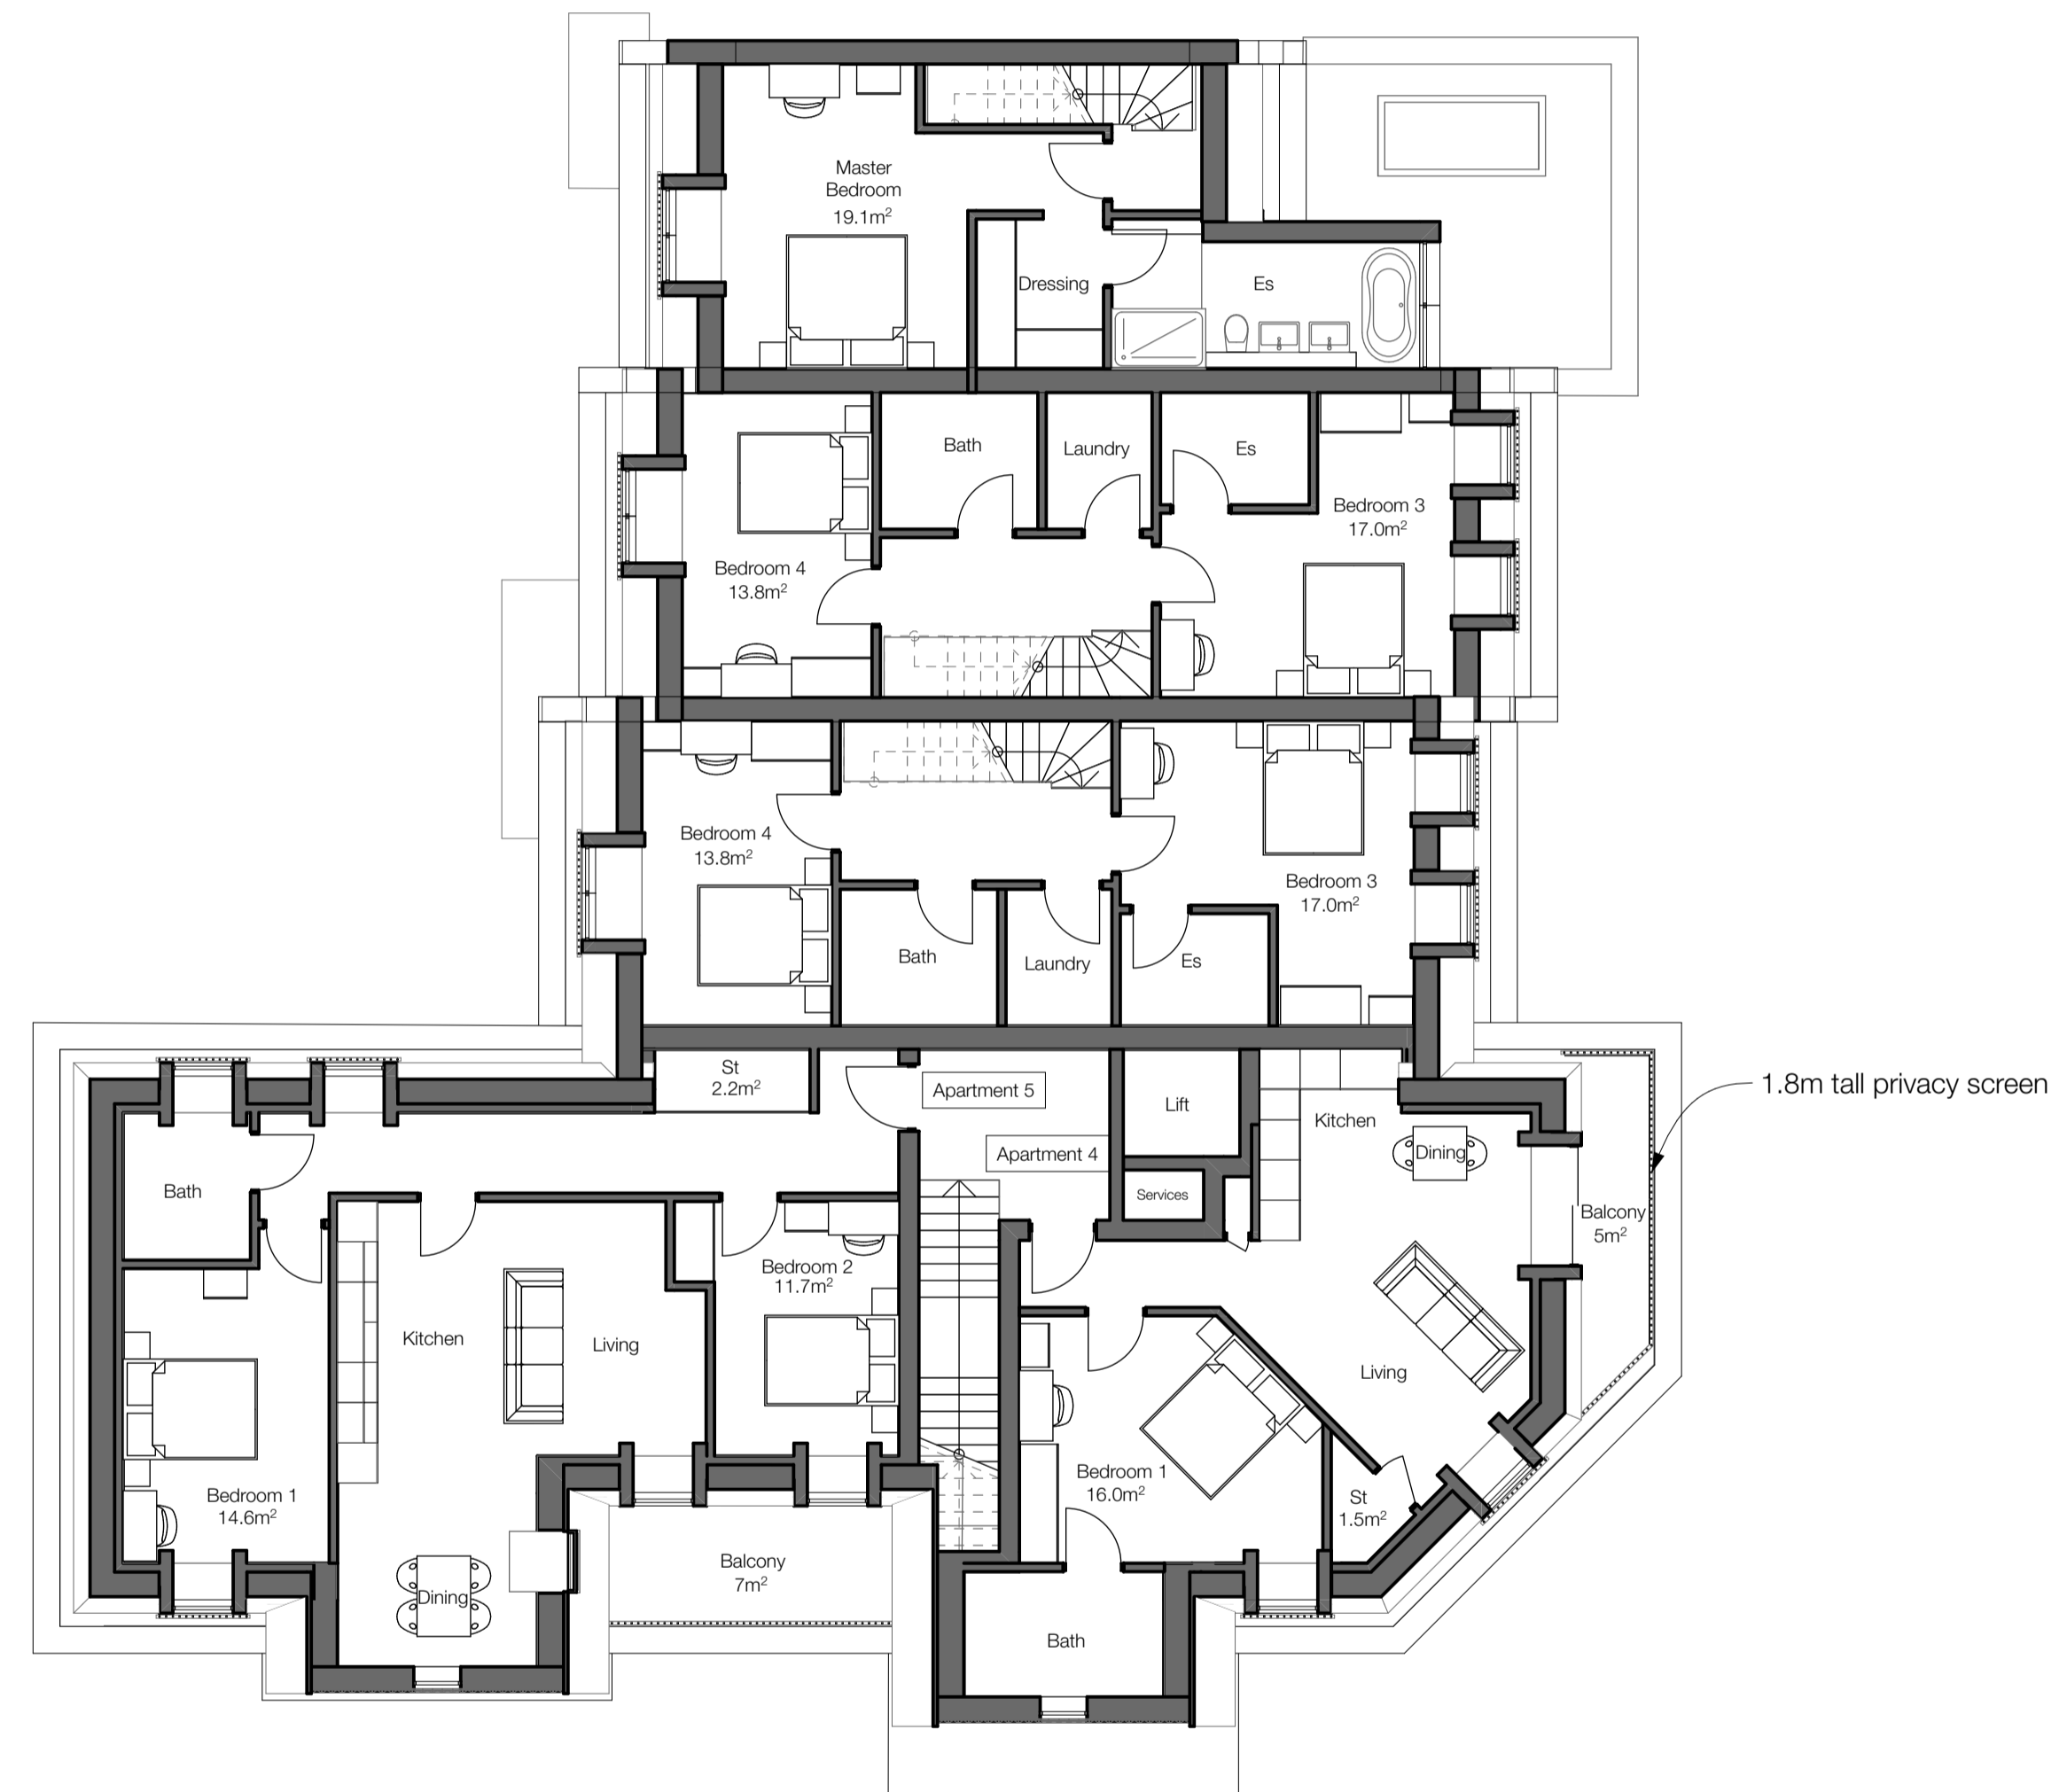 Master
Bedroom
19.1m²
Dressing
Es
Bath
Laundry
Es
Bedroom 3
17.0m²
Bedroom 4
13.8m²
Bedroom 4
13.8m²
Bedroom 3
17.0m²
Bath
Laundry
Es
St
2.2m²
Apartment 5
Lift
Kitchen
1.8m tall privacy screen
Apartment 4
Dining
Bath
Services
Balcony
5m²
Bedroom 2
11.7m²
Kitchen
Living
Living
Bedroom 1
14.6m²
Bedroom 1
16.0m²
St
1.5m²
Balcony
7m²
Dining
Bath